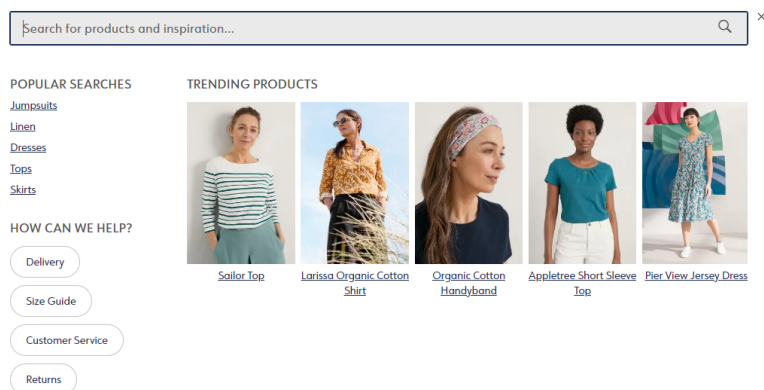 Search for products and inspiration...
POPULAR SEARCHES
Jumpsuits
Linen
Dresses
Tops
Skirts
HOW CAN WE HELP?
Delivery
Size Guide
Customer Service
Returns
TRENDING PRODUCTS
Sailor Top
Larissa Organic Cotton
Shirt
Organic Cotton
Handyband
Appletree Short Sleeve
Top
Pier View Jersey Dress